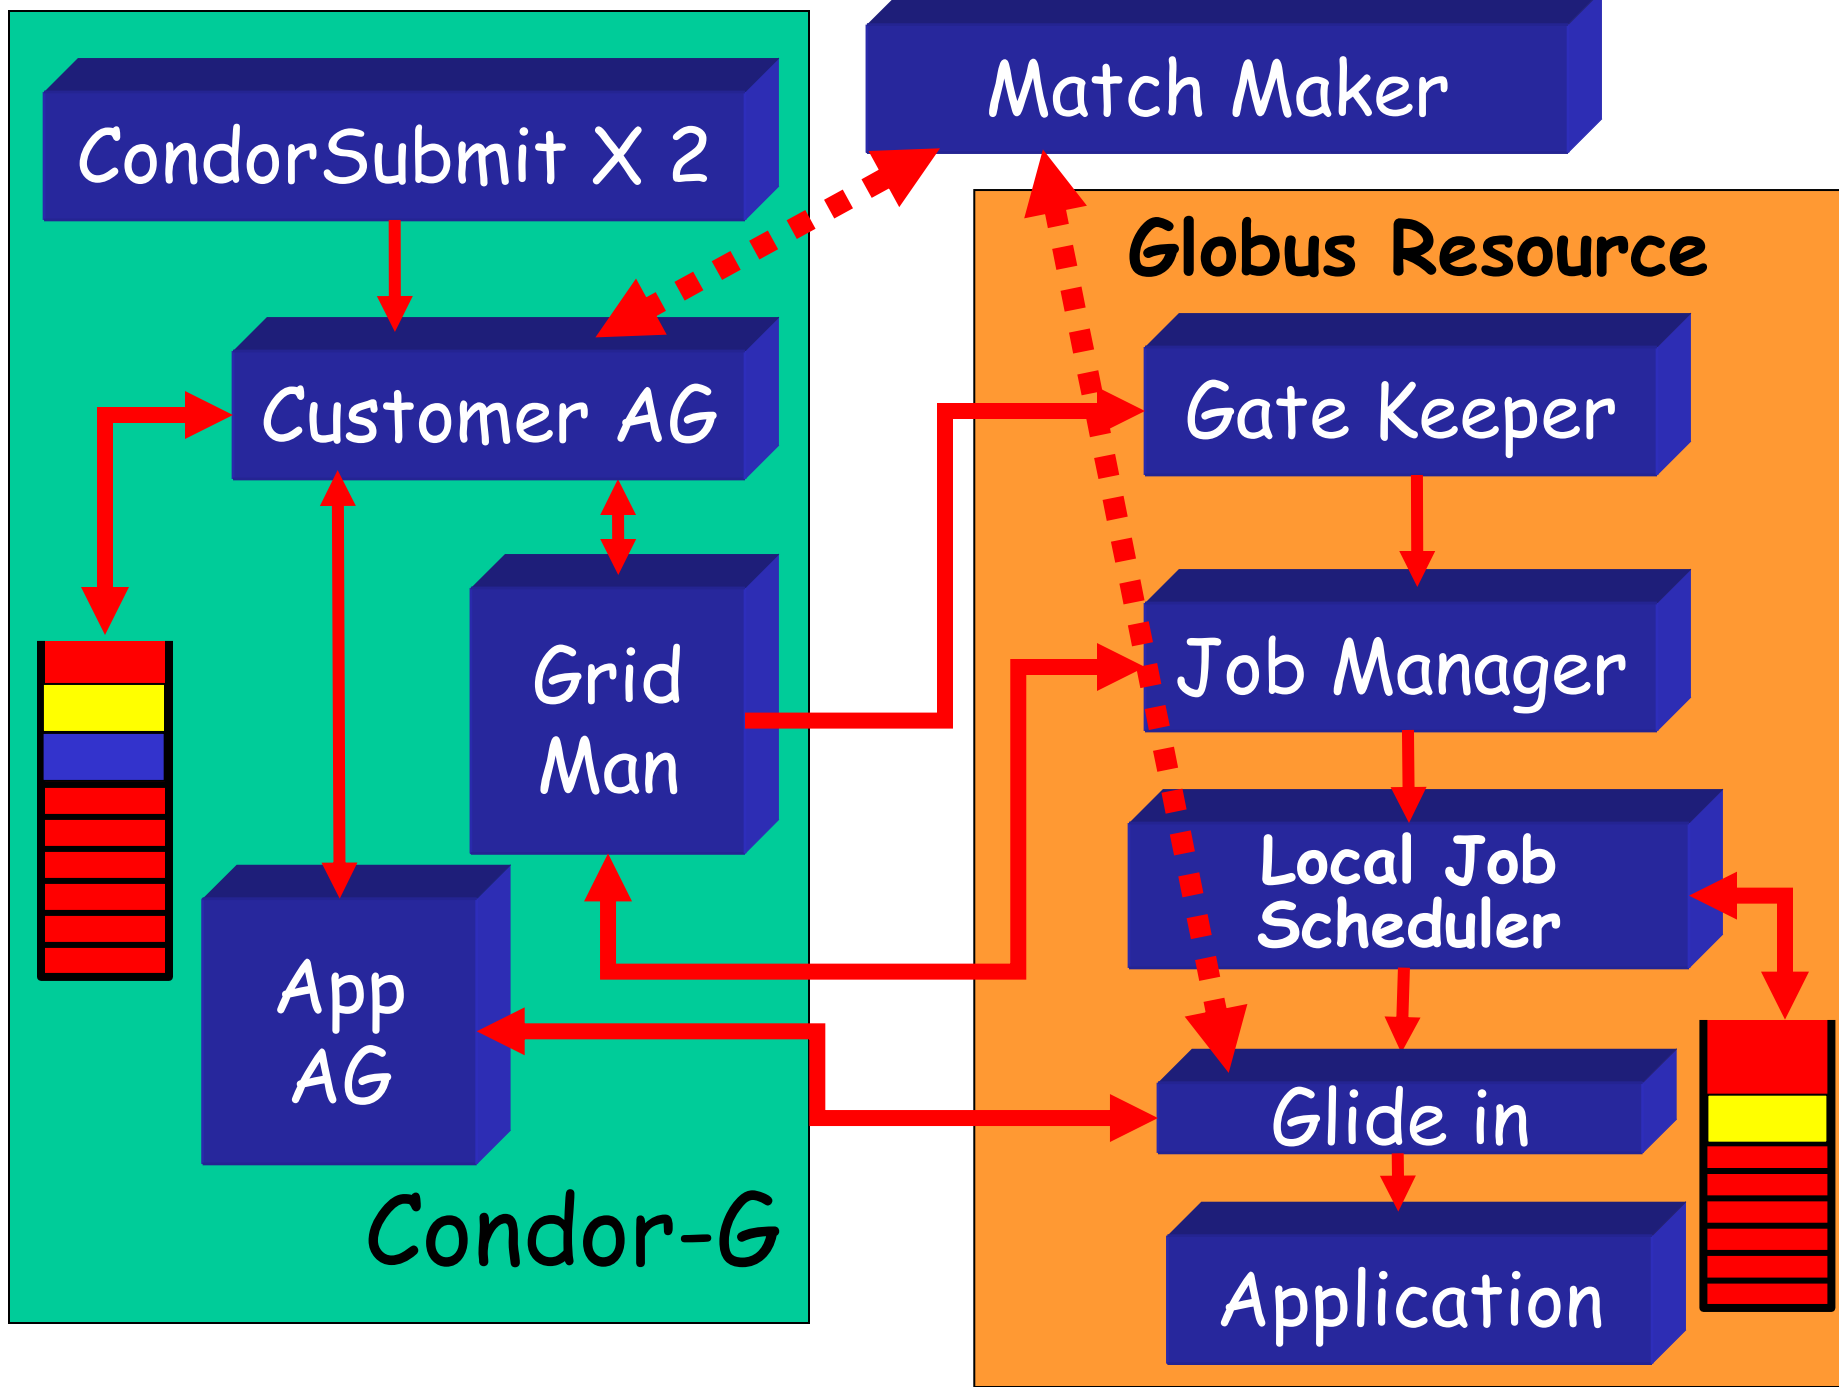 Match Maker
CondorSubmit X 2
Customer AG
Grid
Man
App
AG
Condor-G
Globus Resource
Gate Keeper
Job Manager
Local Job
Scheduler
Glide in
Application